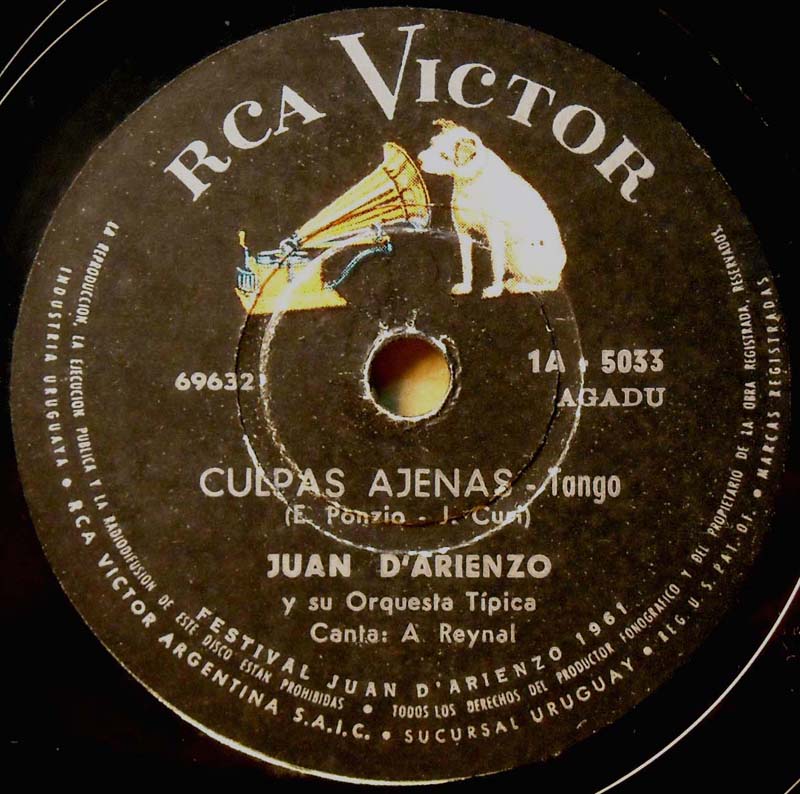 RCA VICTOR
69632
1A - 5033
AGADU
CULPAS AJENAS - Tango
(E. Ponzio - J. Curi)
JUAN D'ARIENZO
y su Orquesta Típica
Canta: A. Reynal
FESTIVAL JUAN D'ARIENZO 1961
LA REPRODUCCION, LA EJECUCION PUBLICA Y LA RADIODIFUSION DE ESTE DISCO ESTAN PROHIBIDAS • TODOS LOS DERECHOS DEL PRODUCTOR FONOGRAFICO Y DEL PROPIETARIO DE LA OBRA REGISTRADA, RESERVADOS.
INDUSTRIA URUGUAYA • RCA VICTOR ARGENTINA S.A.I.C. • SUCURSAL URUGUAY • REG. U.S. PAT. OF. • MARCAS REGISTRADAS